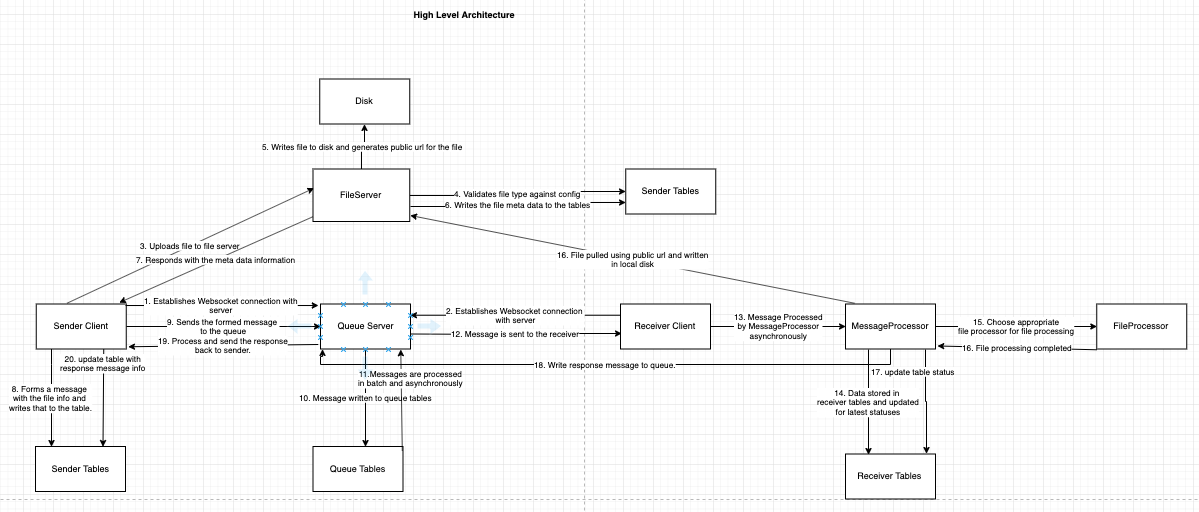 High Level Architecture
Disk
5. Writes file to disk and generates public url for the file
FileServer
4. Validates file type against config
6. Writes the file meta data to the tables
Sender Tables
3. Uploads file to file server
7. Responds with the meta data information
16. File pulled using public url and written
in local disk
Sender Client
1. Establishes Websocket connection with
server
9. Sends the formed message
to the queue
19. Process and send the response
back to sender.
Queue Server
2. Establishes Websocket connection
with server
12. Message is sent to the receiver
Receiver Client
13. Message Processed
by MessageProcessor
asynchronously
MessageProcessor
15. Choose appropriate
file processor for file processing
16. File processing completed
FileProcessor
20. update table with
response message info
18. Write response message to queue.
17. update table status
11.Messages are processed
in batch and asynchronously
8. Forms a message
with the file info and
writes that to the table.
10. Message written to queue tables
14. Data stored in
receiver tables and updated
for latest statuses
Sender Tables
Queue Tables
Receiver Tables